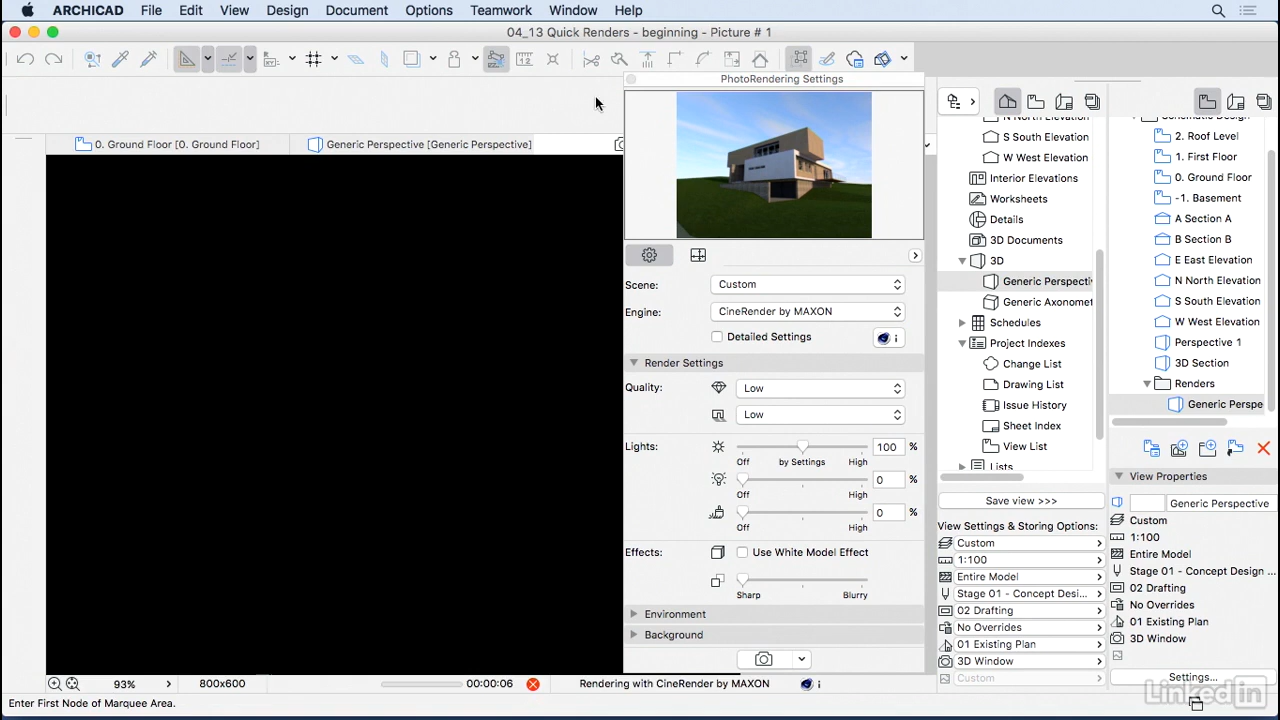 ARCHICAD File Edit View Design Document Options Teamwork Window Help
04_13 Quick Renders - beginning - Picture # 1
PhotoRendering Settings
0. Ground Floor [0. Ground Floor]
Generic Perspective [Generic Perspective]
Scene: Custom
Engine: CineRender by MAXON
Detailed Settings
i
Render Settings
Quality: Low
Low
Lights: 100 %
Off by Settings High
0 %
Off High
0 %
Off High
Effects: Use White Model Effect
Sharp Blurry
Environment
Background
N North Elevation
S South Elevation
W West Elevation
Interior Elevations
Worksheets
Details
3D Documents
3D
Generic Perspecti
Generic Axonomet
Schedules
Project Indexes
Change List
Drawing List
Issue History
Sheet Index
View List
Lists
Save view >>>
View Settings & Storing Options:
Custom
1:100
Entire Model
Stage 01 - Concept Desi...
02 Drafting
No Overrides
01 Existing Plan
3D Window
Custom
Schematic Design
2. Roof Level
1. First Floor
0. Ground Floor
-1. Basement
A Section A
B Section B
E East Elevation
N North Elevation
S South Elevation
W West Elevation
Perspective 1
3D Section
Renders
Generic Perspe
View Properties
Generic Perspective
Custom
1:100
Entire Model
Stage 01 - Concept Design ...
02 Drafting
No Overrides
01 Existing Plan
3D Window
Settings...
93% 800x600 00:00:06 Rendering with CineRender by MAXON i
Enter First Node of Marquee Area.
LinkedIn